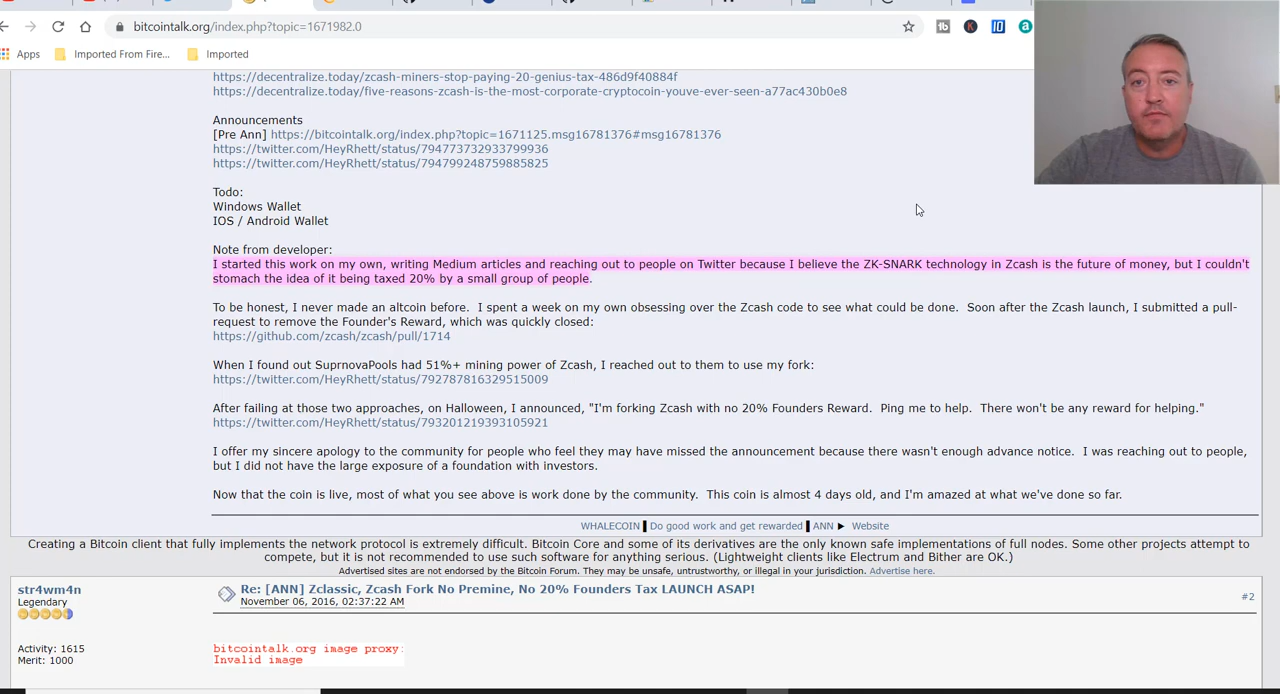 bitcointalk.org/index.php?topic=1671982.0
Apps
Imported From Fire...
Imported
https://decentralize.today/zcash-miners-stop-paying-20-genius-tax-486d9f40884f
https://decentralize.today/five-reasons-zcash-is-the-most-corporate-cryptocoin-youve-ever-seen-a77ac430b0e8
Announcements
[Pre Ann] https://bitcointalk.org/index.php?topic=1671125.msg16781376#msg16781376
https://twitter.com/HeyRhett/status/794773732933799936
https://twitter.com/HeyRhett/status/794799248759885825
Todo:
Windows Wallet
IOS / Android Wallet
Note from developer:
I started this work on my own, writing Medium articles and reaching out to people on Twitter because I believe the ZK-SNARK technology in Zcash is the future of money, but I couldn't
stomach the idea of it being taxed 20% by a small group of people.
To be honest, I never made an altcoin before.  I spent a week on my own obsessing over the Zcash code to see what could be done.  Soon after the Zcash launch, I submitted a pull-
request to remove the Founder's Reward, which was quickly closed:
https://github.com/zcash/zcash/pull/1714
When I found out SuprnovaPools had 51%+ mining power of Zcash, I reached out to them to use my fork:
https://twitter.com/HeyRhett/status/792787816329515009
After failing at those two approaches, on Halloween, I announced, "I'm forking Zcash with no 20% Founders Reward.  Ping me to help.  There won't be any reward for helping."
https://twitter.com/HeyRhett/status/793201219393105921
I offer my sincere apology to the community for people who feel they may have missed the announcement because there wasn't enough advance notice.  I was reaching out to people,
but I did not have the large exposure of a foundation with investors.
Now that the coin is live, most of what you see above is work done by the community.  This coin is almost 4 days old, and I'm amazed at what we've done so far.
WHALECOIN ▌Do good work and get rewarded ▌ANN ► Website
Creating a Bitcoin client that fully implements the network protocol is extremely difficult. Bitcoin Core and some of its derivatives are the only known safe implementations of full nodes. Some other projects attempt to
compete, but it is not recommended to use such software for anything serious. (Lightweight clients like Electrum and Bither are OK.)
Advertised sites are not endorsed by the Bitcoin Forum. They may be unsafe, untrustworthy, or illegal in your jurisdiction. Advertise here.
str4wm4n
Legendary
Activity: 1615
Merit: 1000
Re: [ANN] Zclassic, Zcash Fork No Premine, No 20% Founders Tax LAUNCH ASAP!
November 06, 2016, 02:37:22 AM
#2
bitcointalk.org image proxy:
Invalid image